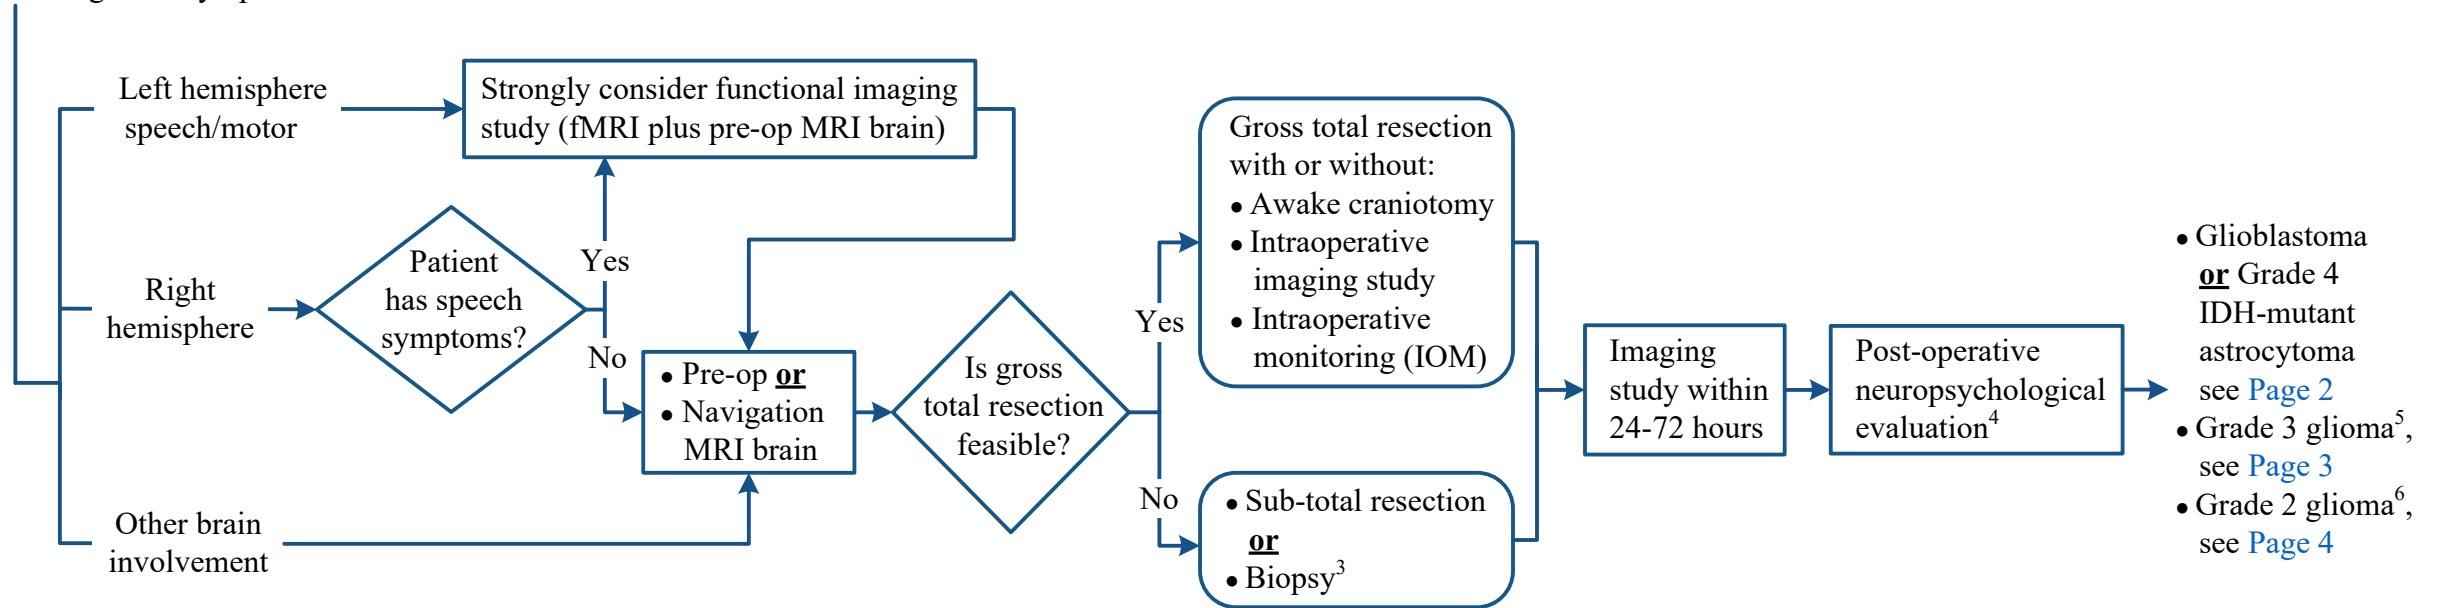 Left hemisphere
speech/motor
Strongly consider functional imaging
study (fMRI plus pre-op MRI brain)
Right
hemisphere
Patient
has speech
symptoms?
Yes
No
Other brain
involvement
● Pre-op or
● Navigation
MRI brain
Is gross
total resection
feasible?
Yes
No
Gross total resection
with or without:
● Awake craniotomy
● Intraoperative
imaging study
● Intraoperative
monitoring (IOM)
● Sub-total resection
or
● Biopsy3
Imaging
study within
24-72 hours
Post-operative
neuropsychological
evaluation4
● Glioblastoma
or Grade 4
IDH-mutant
astrocytoma
see Page 2
● Grade 3 glioma5,
see Page 3
● Grade 2 glioma6,
see Page 4